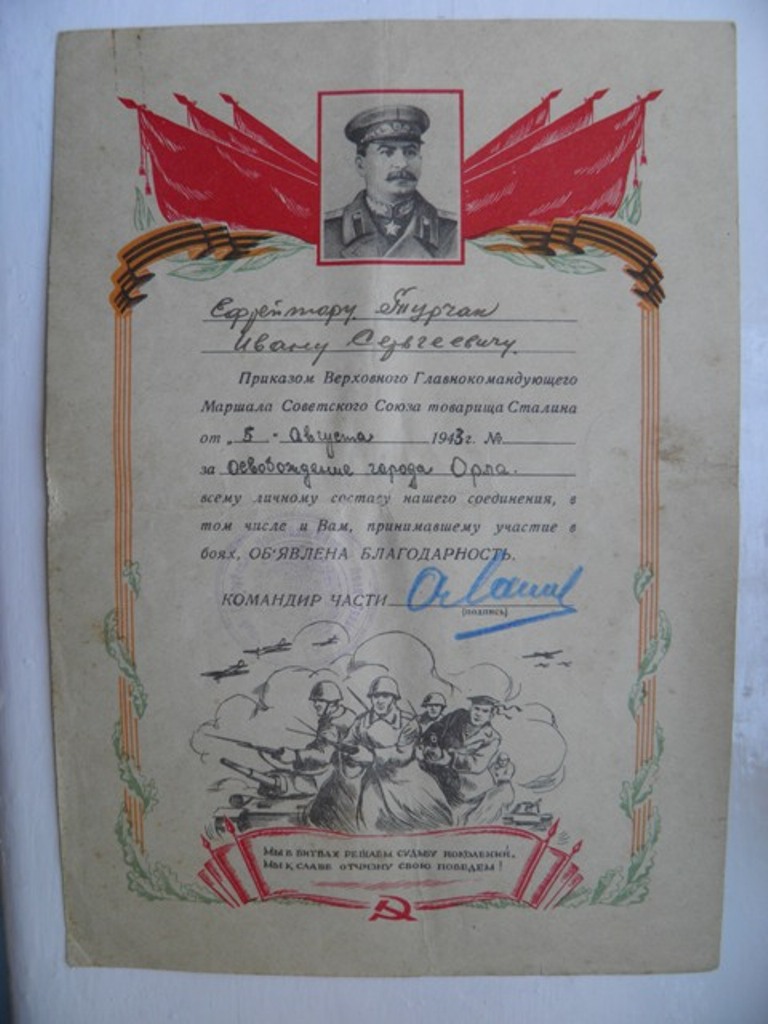 Ефрейтору Турчак
Ивану Сергеевичу
Приказом Верховного Главнокомандующего
Маршала Советского Союза товарища Сталина
от „5 - Августа 1943г. №
за освобождение города Орла.
всему личному составу нашего соединения, в
том числе и Вам, принимавшему участие в
боях, ОБ'ЯВЛЕНА БЛАГОДАРНОСТЬ.
КОМАНДИР ЧАСТИ
(подпись)
Мы в битвах решаем судьбу поколений,
Мы к славе отчизну свою поведем!